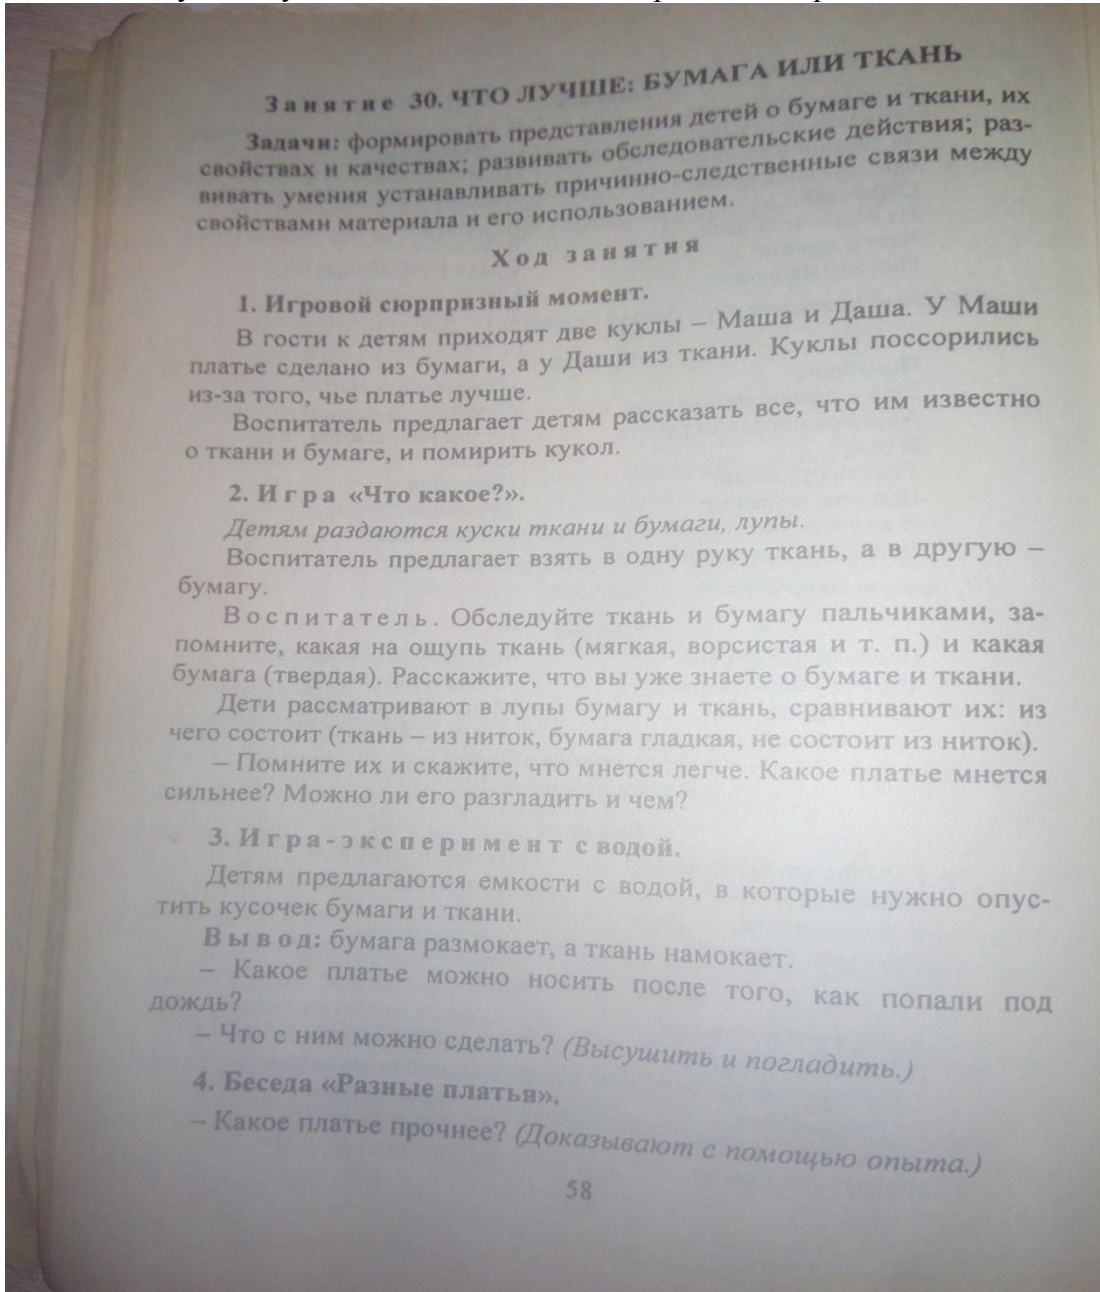 Занятие 30. ЧТО ЛУЧШЕ: БУМАГА ИЛИ ТКАНЬ
Задачи: формировать представления детей о бумаге и ткани, их
свойствах и качествах; развивать обследовательские действия; раз-
вивать умения устанавливать причинно-следственные связи между
свойствами материала и его использованием.
Ход занятия
1. Игровой сюрпризный момент.
В гости к детям приходят две куклы – Маша и Даша. У Маши
платье сделано из бумаги, а у Даши из ткани. Куклы поссорились
из-за того, чье платье лучше.
Воспитатель предлагает детям рассказать все, что им известно
о ткани и бумаге, и помирить кукол.
2. Игра «Что какое?».
Детям раздаются куски ткани и бумаги, лупы.
Воспитатель предлагает взять в одну руку ткань, а в другую –
бумагу.
Воспитатель. Обследуйте ткань и бумагу пальчиками, за-
помните, какая на ощупь ткань (мягкая, ворсистая и т. п.) и какая
бумага (твердая). Расскажите, что вы уже знаете о бумаге и ткани.
Дети рассматривают в лупы бумагу и ткань, сравнивают их: из
чего состоит (ткань – из ниток, бумага гладкая, не состоит из ниток).
– Помните их и скажите, что мнется легче. Какое платье мнется
сильнее? Можно ли его разгладить и чем?
3. Игра-эксперимент с водой.
Детям предлагаются емкости с водой, в которые нужно опус-
тить кусочек бумаги и ткани.
Вывод: бумага размокает, а ткань намокает.
– Какое платье можно носить после того, как попали под
дождь?
– Что с ним можно сделать? (Высушить и погладить.)
4. Беседа «Разные платья».
– Какое платье прочнее? (Доказывают с помощью опыта.)
58